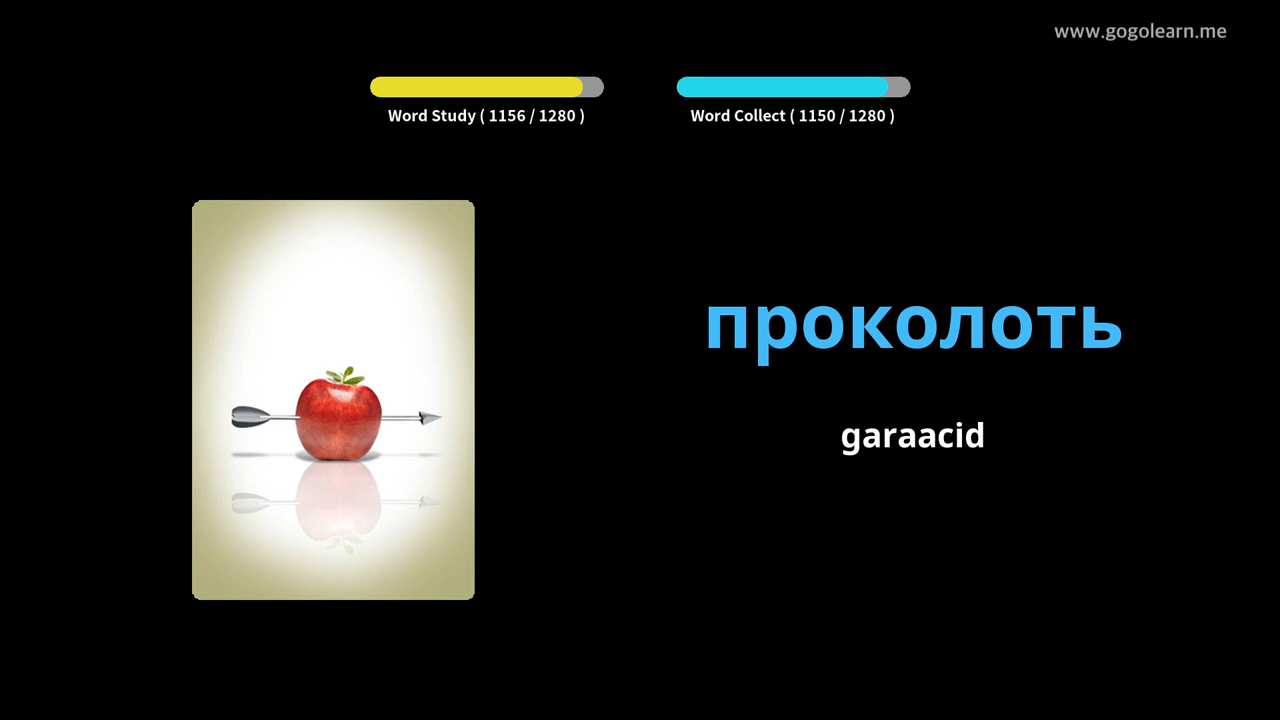 www.gogolearn.me
Word Study ( 1156 / 1280 )
Word Collect ( 1150 / 1280 )
проколоть
garaacid